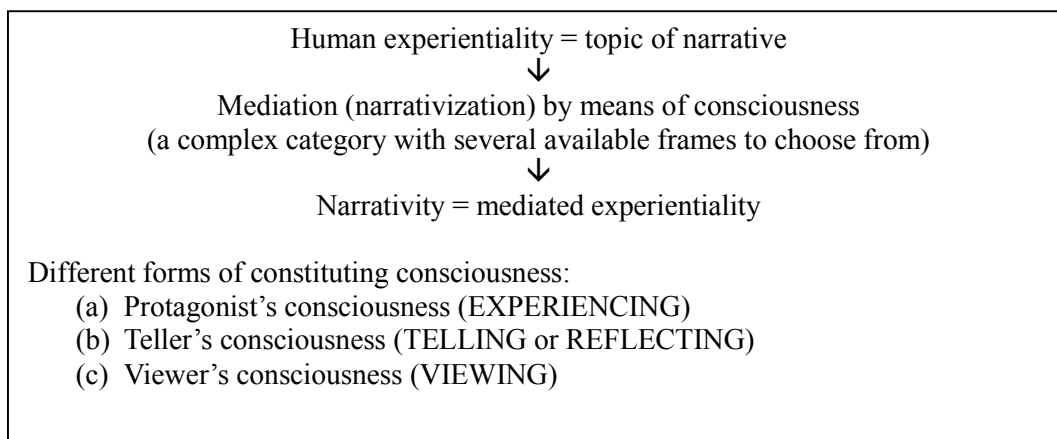 Human experientiality = topic of narrative
↓
Mediation (narrativization) by means of consciousness
(a complex category with several available frames to choose from)
↓
Narrativity = mediated experientiality
Different forms of constituting consciousness:
(a) Protagonist’s consciousness (EXPERIENCING)
(b) Teller’s consciousness (TELLING or REFLECTING)
(c) Viewer’s consciousness (VIEWING)